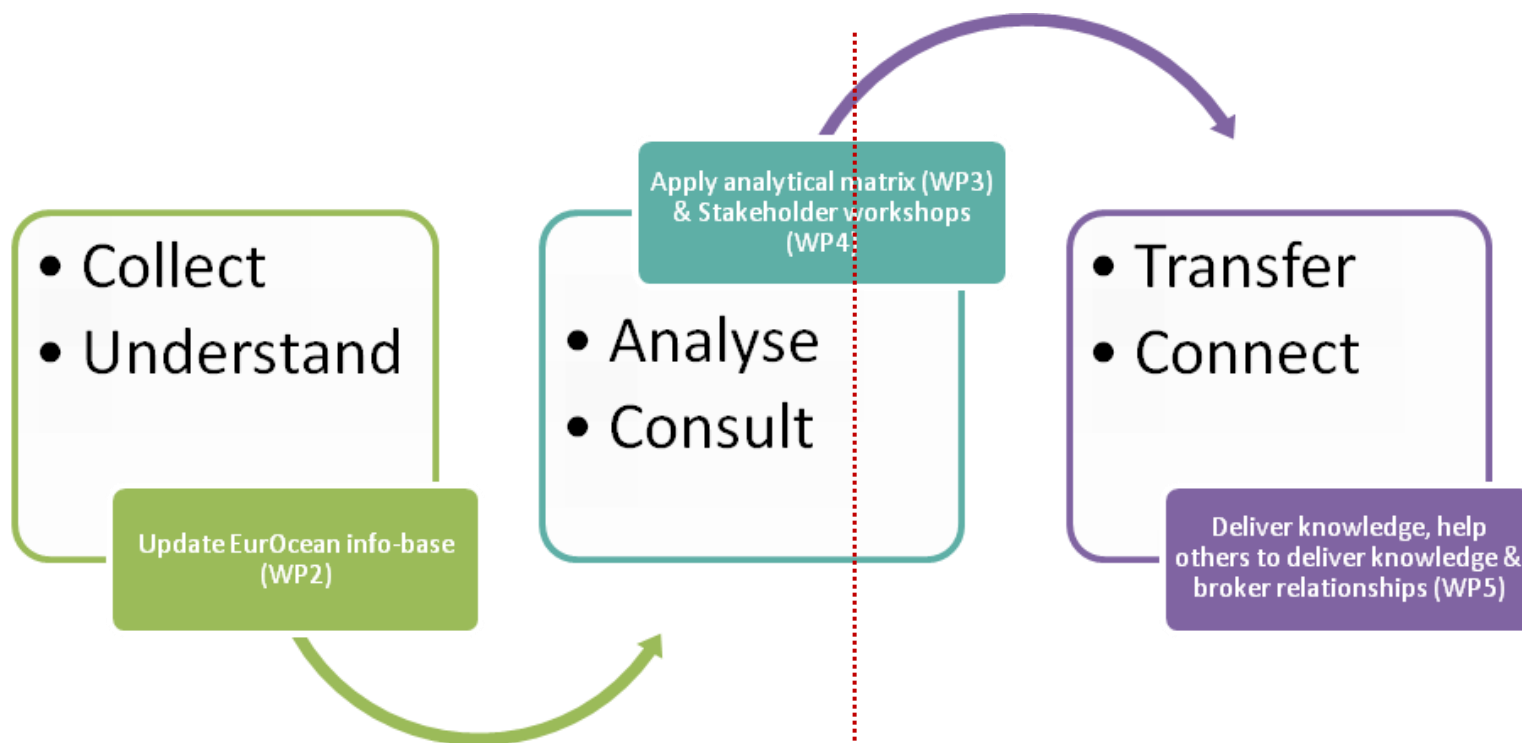 • Collect
• Understand
Update EurOcean info-base
(WP2)
Apply analytical matrix (WP3)
& Stakeholder workshops
(WP4)
• Analyse
• Consult
• Transfer
• Connect
Deliver knowledge, help
others to deliver knowledge &
broker relationships (WP5)